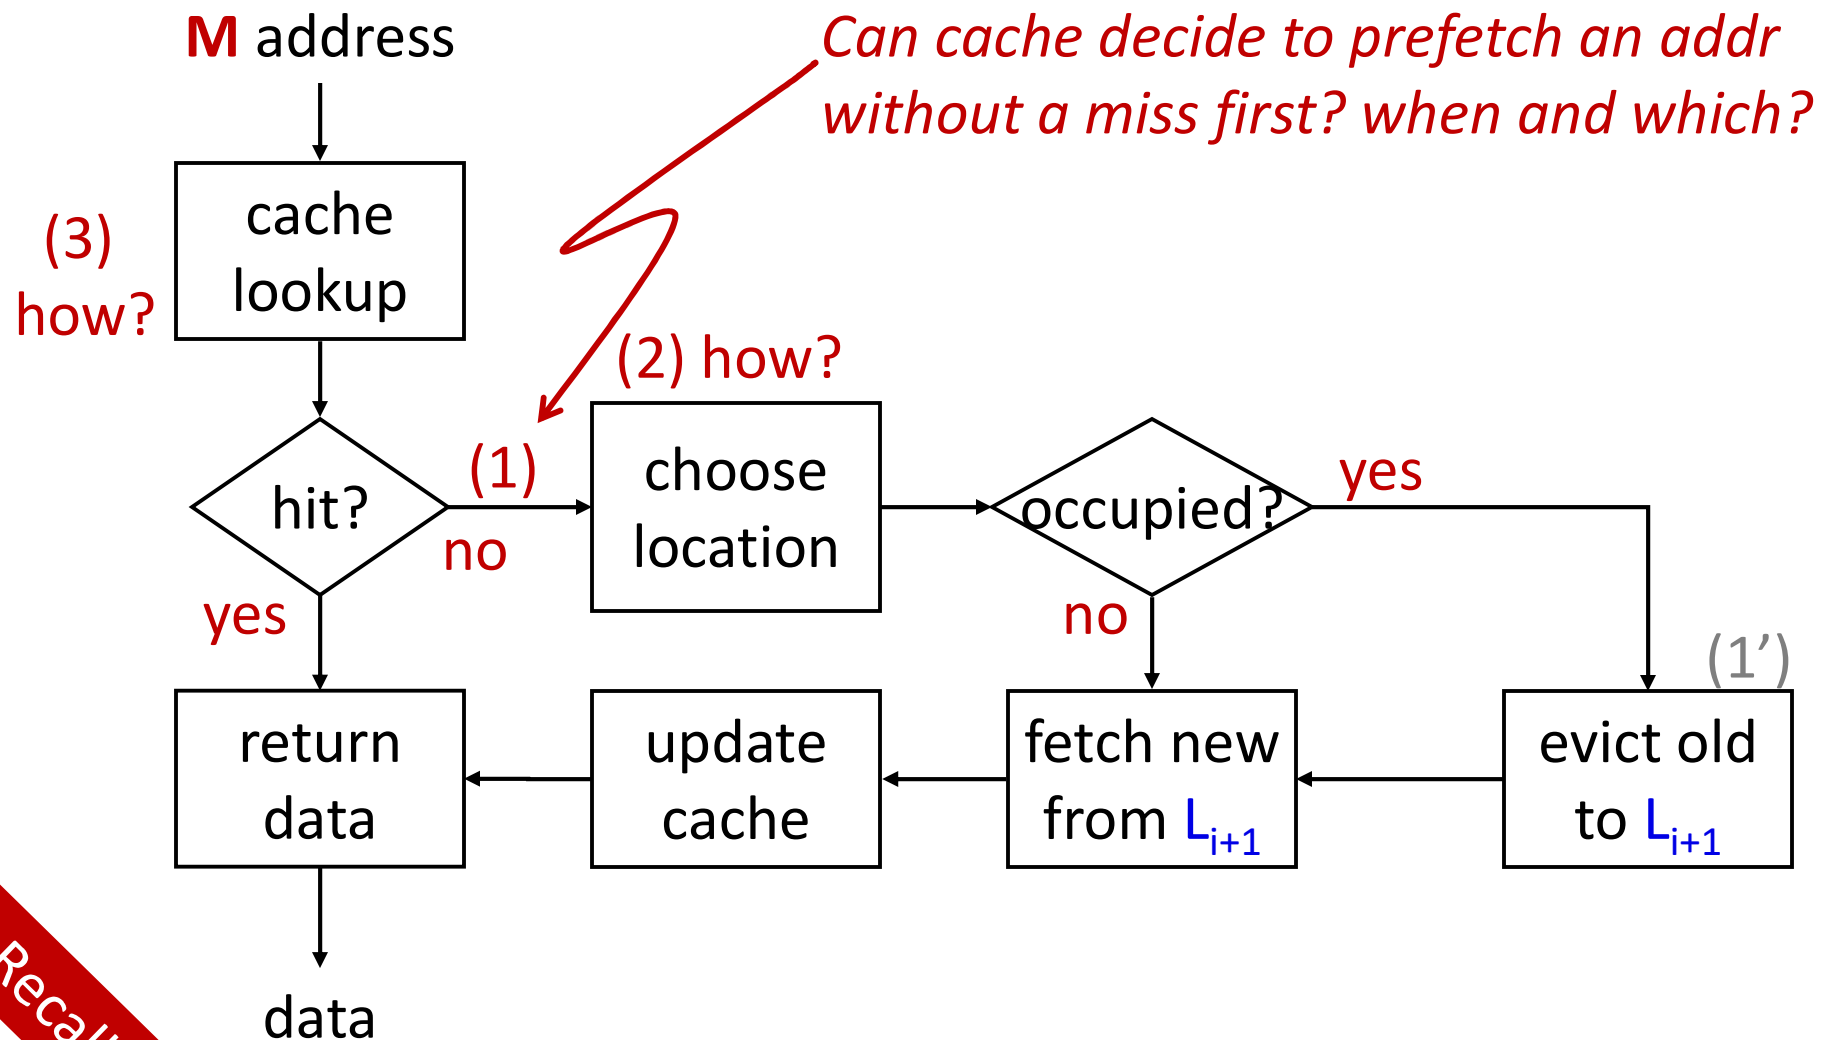 M address
Can cache decide to prefetch an addr
without a miss first? when and which?
cache
lookup
(3)
how?
(2) how?
hit?
(1)
no
yes
choose
location
occupied?
yes
no
(1’)
return
data
update
cache
fetch new
from Li+1
evict old
to Li+1
data
Recall